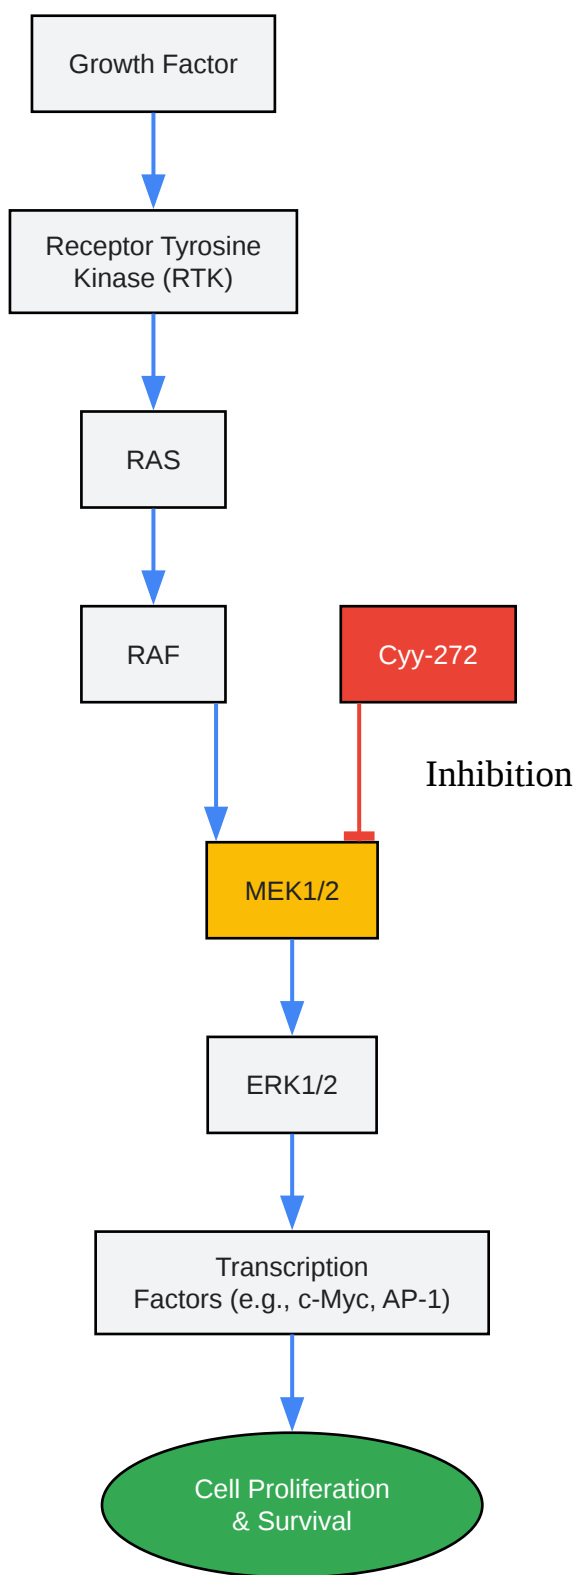 Growth Factor
Receptor Tyrosine
Kinase (RTK)
RAS
RAF
Cyy-272
Inhibition
MEK1/2
ERK1/2
Transcription
Factors (e.g., c-Myc, AP-1)
Cell Proliferation
& Survival